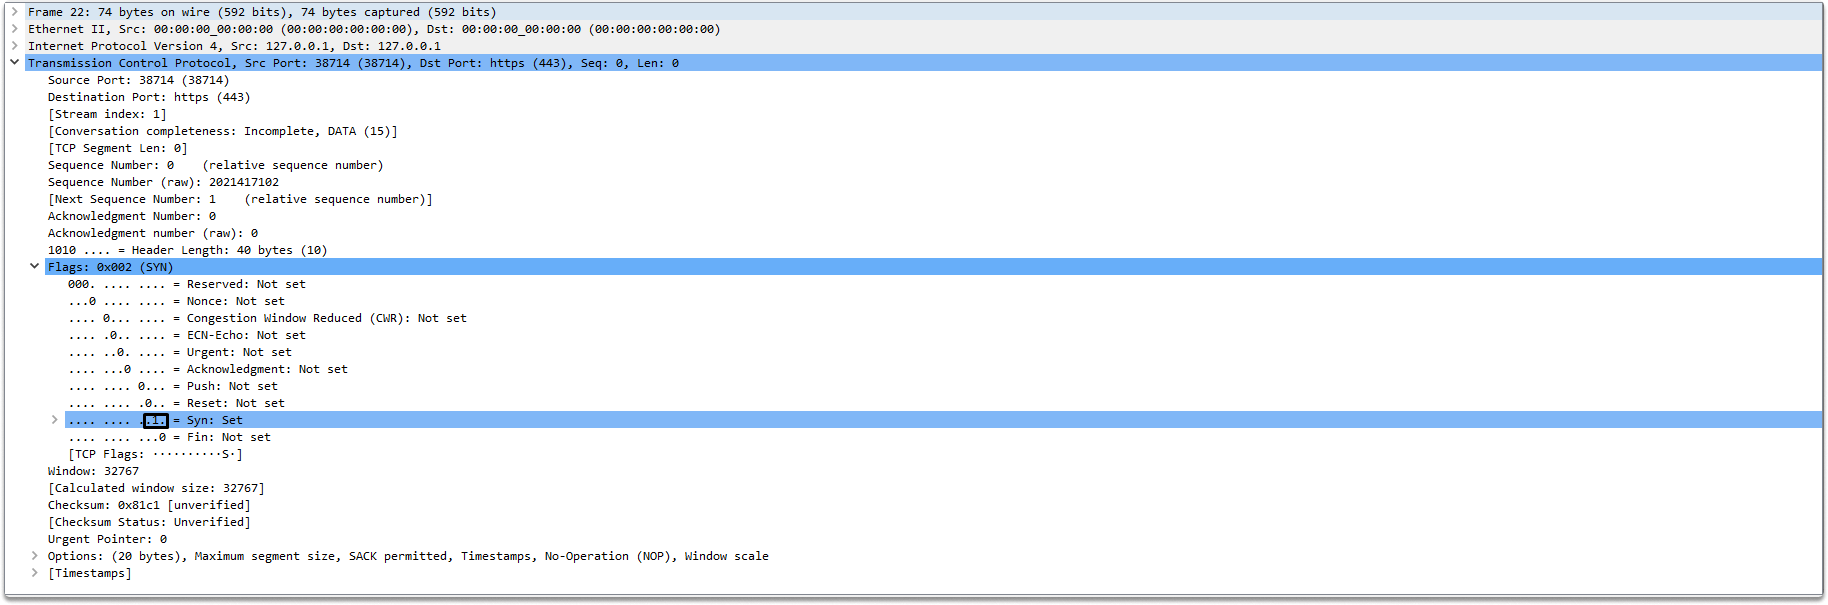 Frame 22: 74 bytes on wire (592 bits), 74 bytes captured (592 bits)
Ethernet II, Src: 00:00:00_00:00:00 (00:00:00:00:00:00), Dst: 00:00:00_00:00:00 (00:00:00:00:00:00)
Internet Protocol Version 4, Src: 127.0.0.1, Dst: 127.0.0.1
Transmission Control Protocol, Src Port: 38714 (38714), Dst Port: https (443), Seq: 0, Len: 0
Source Port: 38714 (38714)
Destination Port: https (443)
[Stream index: 1]
[Conversation completeness: Incomplete, DATA (15)]
[TCP Segment Len: 0]
Sequence Number: 0    (relative sequence number)
Sequence Number (raw): 2021417102
[Next Sequence Number: 1    (relative sequence number)]
Acknowledgment Number: 0
Acknowledgment number (raw): 0
1010 .... = Header Length: 40 bytes (10)
Flags: 0x002 (SYN)
000. .... .... = Reserved: Not set
...0 .... .... = Nonce: Not set
.... 0... .... = Congestion Window Reduced (CWR): Not set
.... .0.. .... = ECN-Echo: Not set
.... ..0. .... = Urgent: Not set
.... ...0 .... = Acknowledgment: Not set
.... .... 0... = Push: Not set
.... .... .0.. = Reset: Not set
.... .... ..1. = Syn: Set
.... .... ...0 = Fin: Not set
[TCP Flags: ··········S·]
Window: 32767
[Calculated window size: 32767]
Checksum: 0x81c1 [unverified]
[Checksum Status: Unverified]
Urgent Pointer: 0
Options: (20 bytes), Maximum segment size, SACK permitted, Timestamps, No-Operation (NOP), Window scale
[Timestamps]